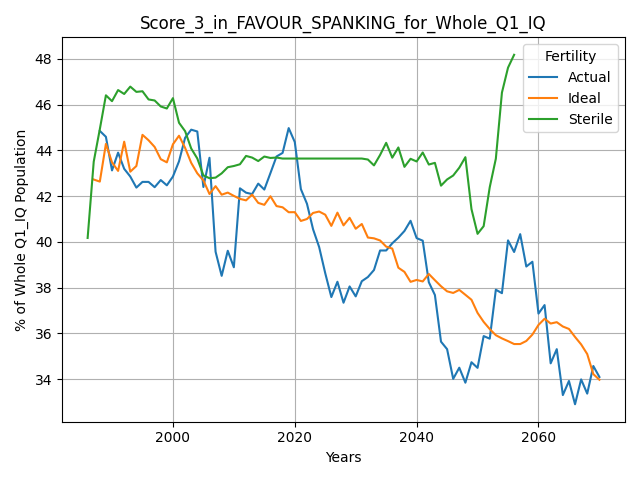 Score_3_in_FAVOUR_SPANKING_for_Whole_Q1_IQ
% of Whole Q1_IQ Population
48
46
44
42
40
38
36
34
Fertility
Actual
Ideal
Sterile
2000 2020 2040 2060
Years